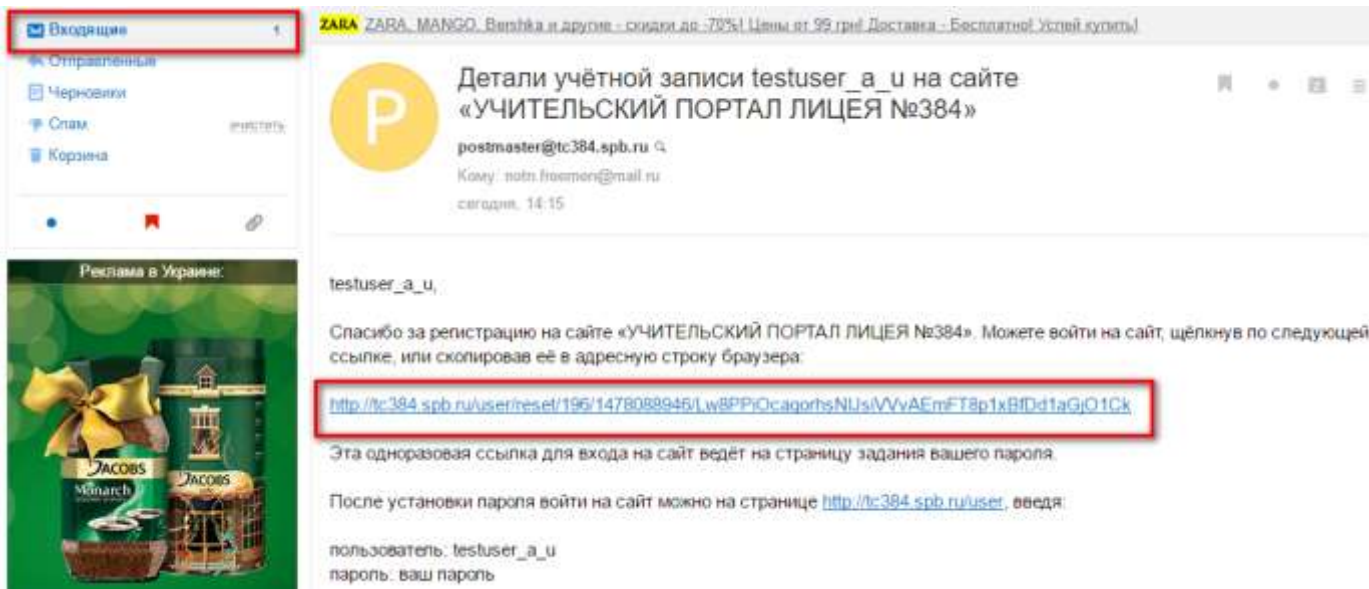 Входящие 1
Отправленные
Черновики
Спам очистить
Корзина
Реклама в Украине:
JACOBS
Monarch
JACOBS
ZARA ZARA, MANGO, Bershka и другие - скидки до -70%! Цены от 99 грн! Доставка - Бесплатно! Успей купить!
P
Детали учётной записи testuser_a_u на сайте
«УЧИТЕЛЬСКИЙ ПОРТАЛ ЛИЦЕЯ №384»
postmaster@tc384.spb.ru
Кому: notn.freemen@mail.ru
сегодня, 14:15
testuser_a_u,
Спасибо за регистрацию на сайте «УЧИТЕЛЬСКИЙ ПОРТАЛ ЛИЦЕЯ №384». Можете войти на сайт, щёлкнув по следующей
ссылке, или скопировав её в адресную строку браузера:
http://tc384.spb.ru/user/reset/196/1478088946/Lw8PPiOcaqorhsNlJsiVVvAEmFT8p1xBfDd1aGjO1Ck
Эта одноразовая ссылка для входа на сайт ведёт на страницу задания вашего пароля.
После установки пароля войти на сайт можно на странице http://tc384.spb.ru/user, введя:
пользователь: testuser_a_u
пароль: ваш пароль